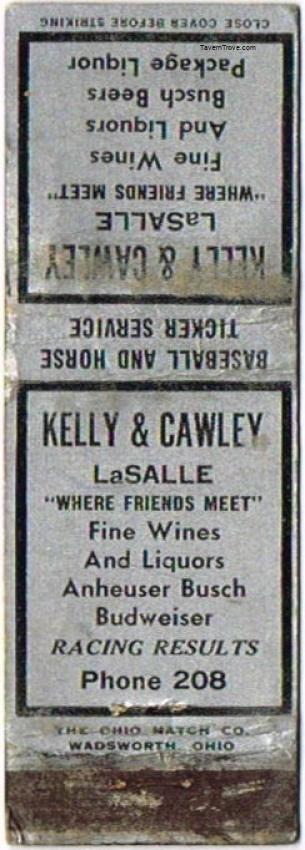 CLOSE COVER BEFORE STRIKING
TavernTrove.com
KELLY & CAWLEY
LaSALLE
"WHERE FRIENDS MEET"
Fine Wines
And Liquors
Busch Beers
Package Liquor
BASEBALL AND HORSE
TICKER SERVICE
KELLY & CAWLEY
LaSALLE
"WHERE FRIENDS MEET"
Fine Wines
And Liquors
Anheuser Busch
Budweiser
RACING RESULTS
Phone 208
THE OHIO MATCH CO.
WADSWORTH, OHIO